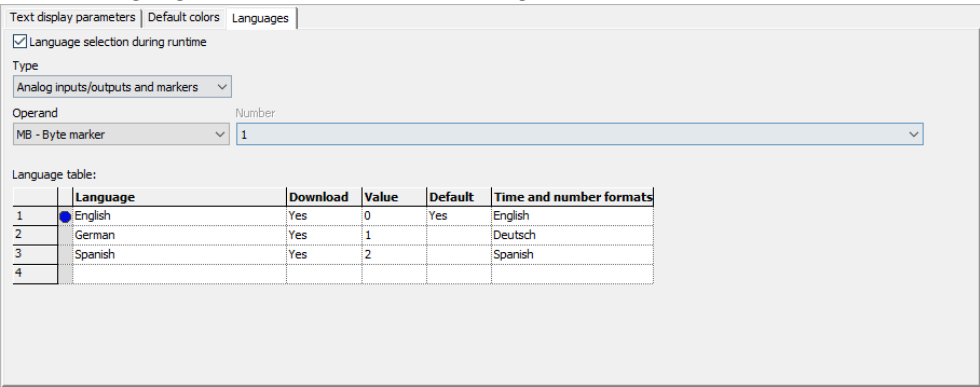 Text display parameters Default colors Languages
Language selection during runtime
Type
Analog inputs/outputs and markers
Operand Number
MB - Byte marker 1
Language table:
Language Download Value Default Time and number formats
1 English Yes 0 Yes English
2 German Yes 1 Deutsch
3 Spanish Yes 2 Spanish
4